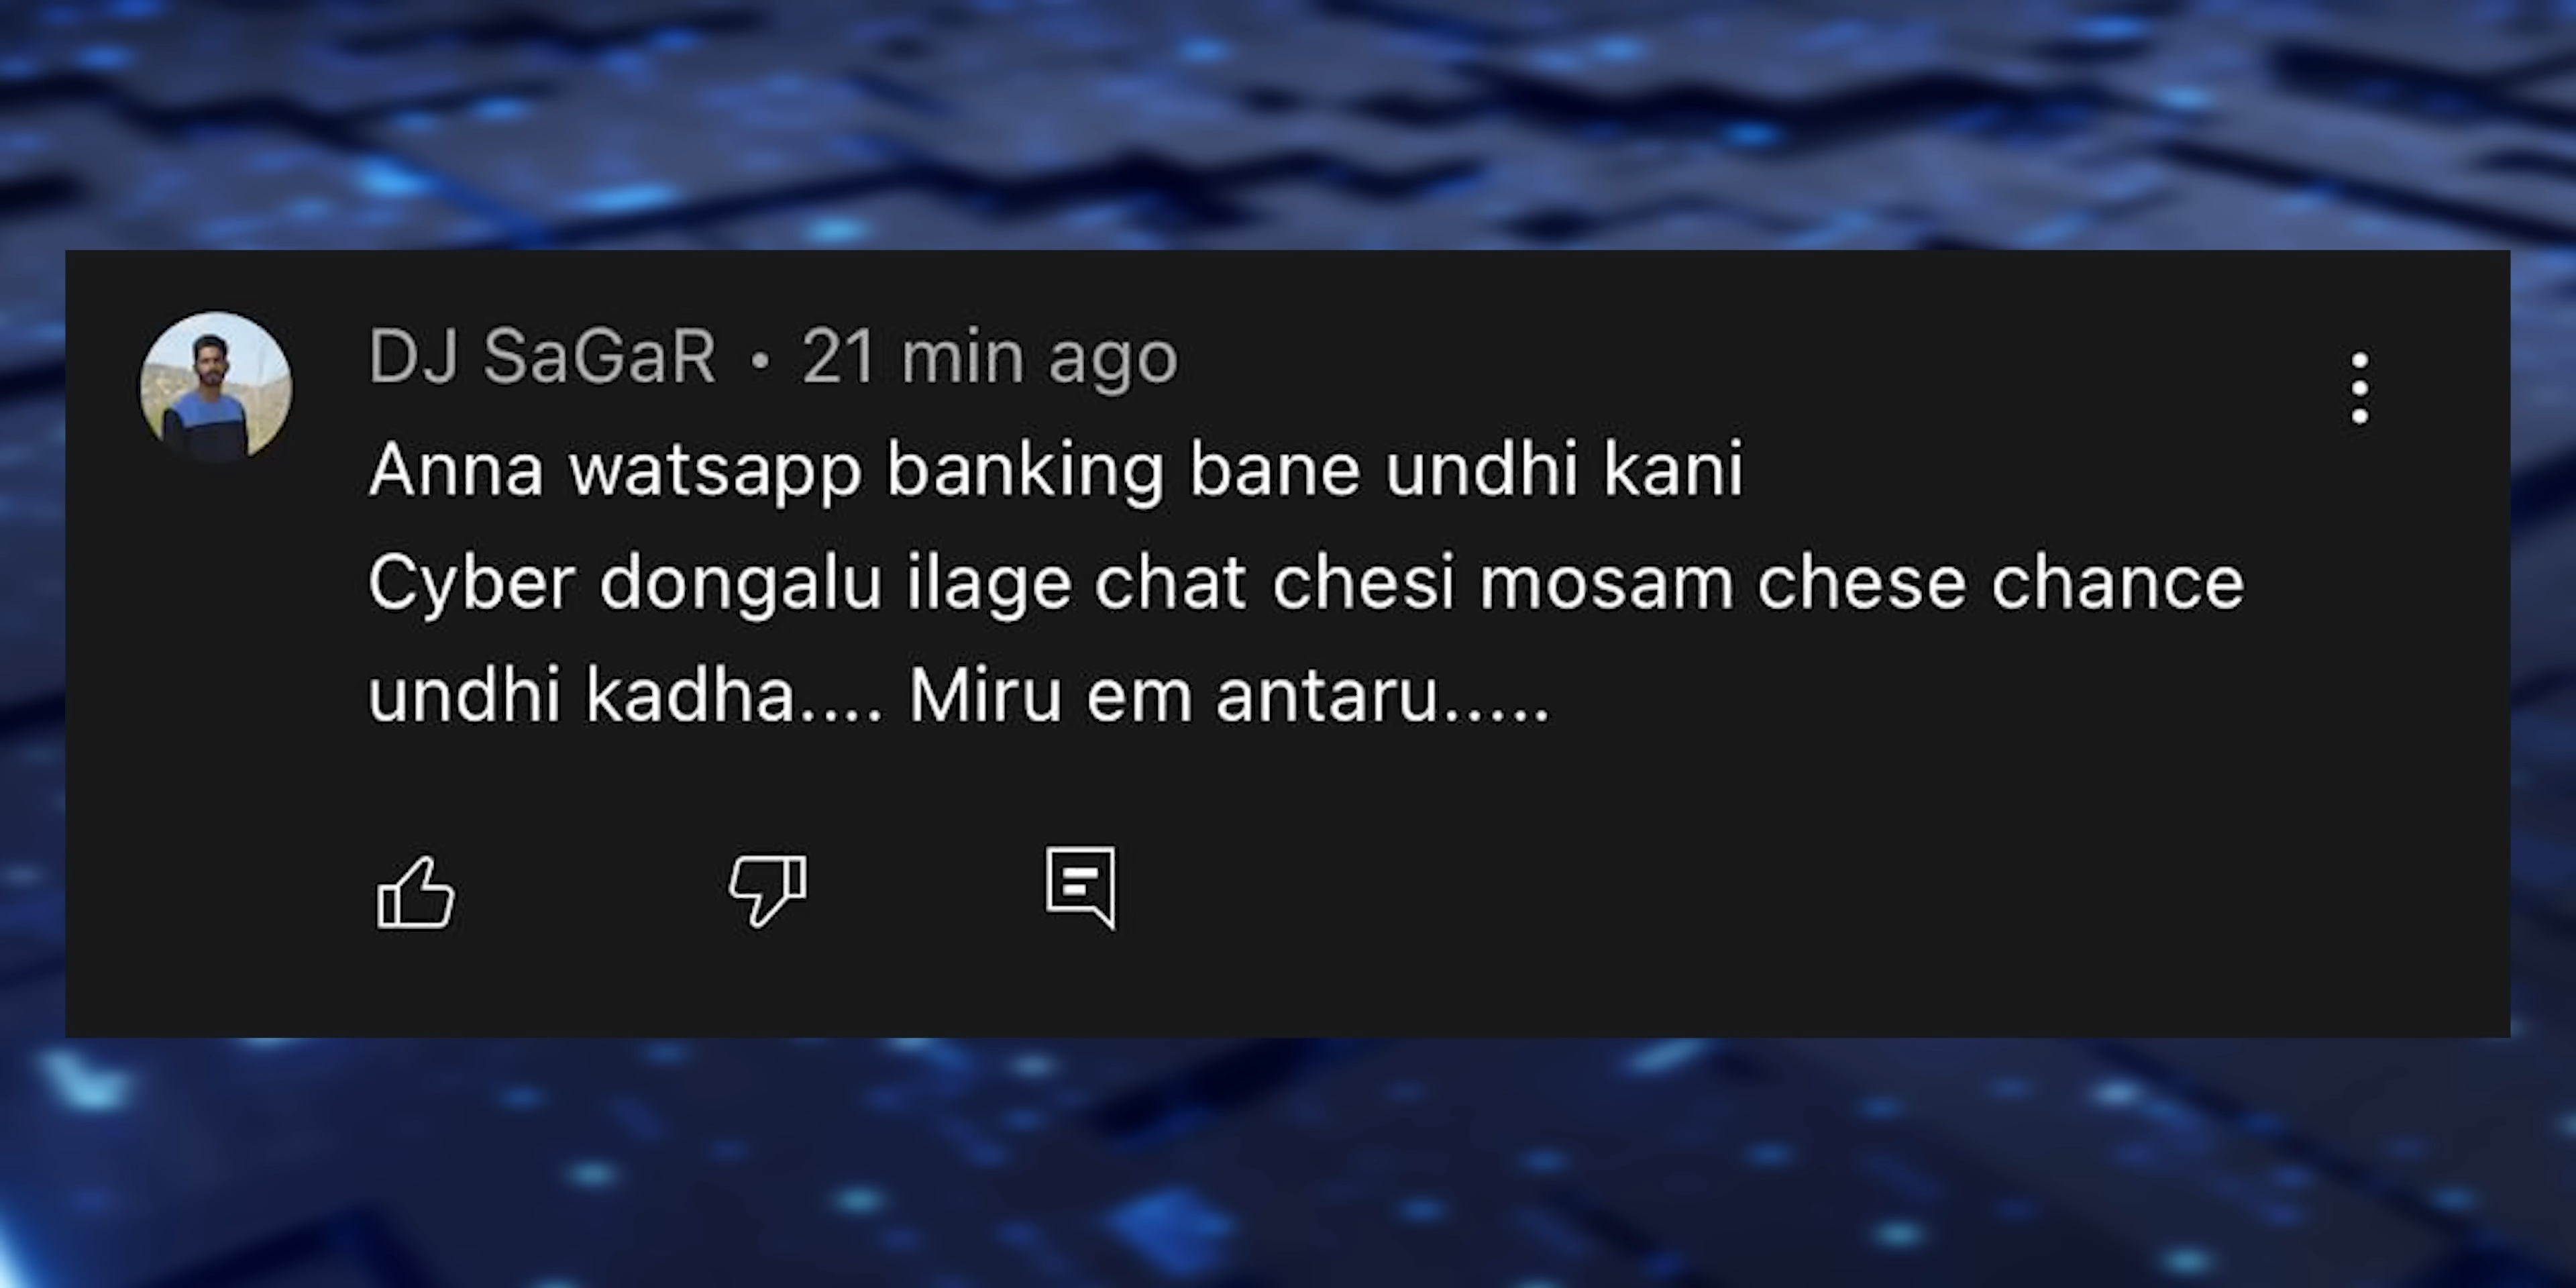 DJ SaGaR • 21 min ago
Anna watsapp banking bane undhi kani
Cyber dongalu ilage chat chesi mosam chese chance
undhi kadha.... Miru em antaru.....